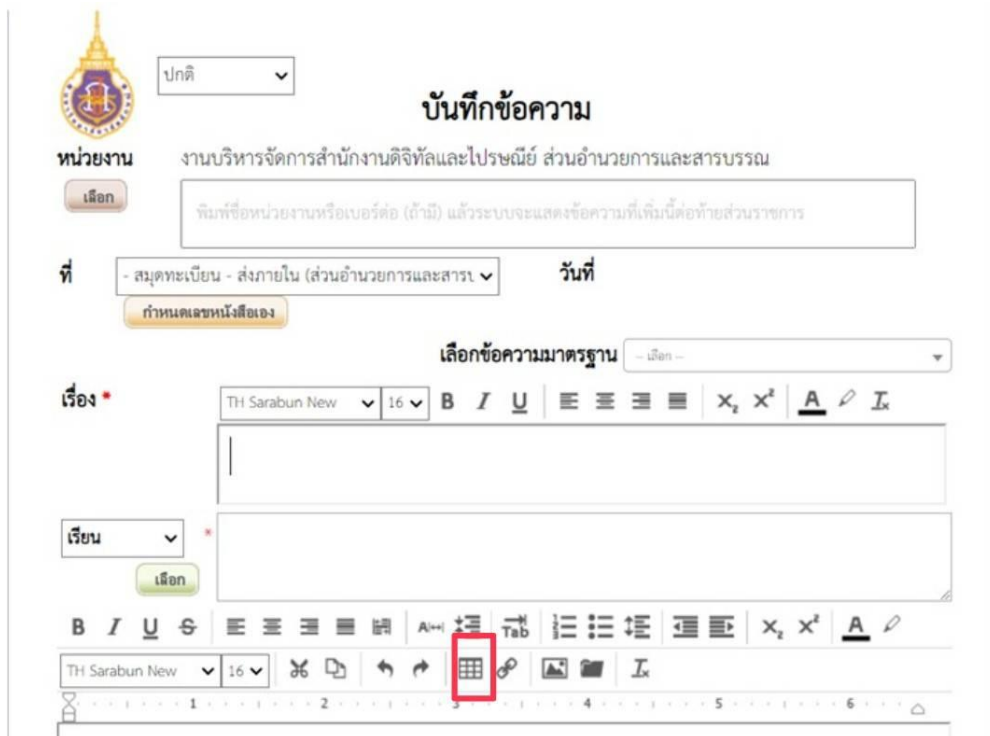 ปกติ
บันทึกข้อความ
หน่วยงาน งานบริหารจัดการสำนักงานดิจิทัลและไปรษณีย์ ส่วนอำนวยการและสารบรรณ
เลือก
พิมพ์ชื่อหน่วยงานหรือเบอร์ต่อ (ถ้ามี) แล้วระบบจะแสดงข้อความที่เพิ่มนี้ต่อท้ายส่วนราชการ
ที่ - สมุดทะเบียน - ส่งภายใน (ส่วนอำนวยการและสาร วันที่
กำหนดเลขหนังสือเอง
เลือกข้อความมาตรฐาน -- เลือก --
เรื่อง * TH Sarabun New 16 B I U X₂ X² A Tx
เรียน *
เลือก
B I U S A Tab X₂ X² A
TH Sarabun New 16 Tx
1 2 3 4 5 6